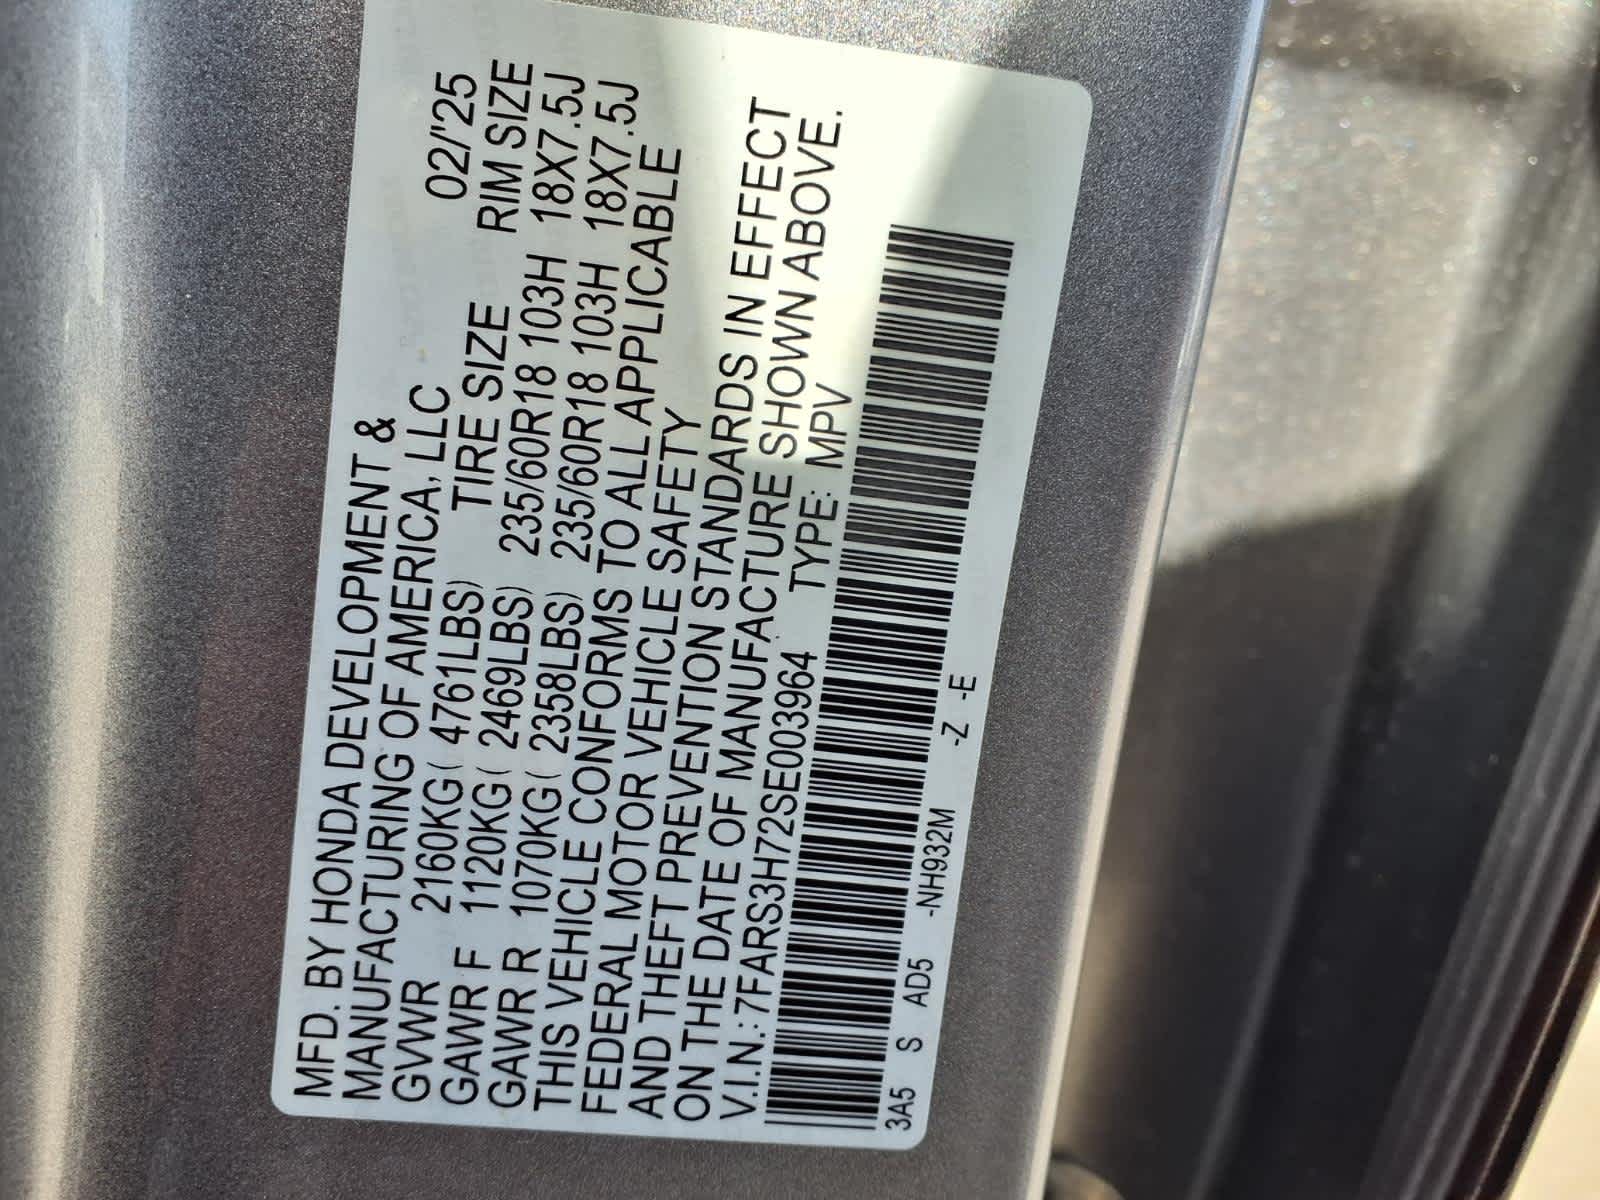 MFD. BY HONDA DEVELOPMENT &
MANUFACTURING OF AMERICA, LLC 02/'25
GVWR 2160KG( 4761LBS) TIRE SIZE RIM SIZE
GAWR F 1120KG( 2469LBS) 235/60R18 103H 18X7.5J
GAWR R 1070KG( 2358LBS) 235/60R18 103H 18X7.5J
THIS VEHICLE CONFORMS TO ALL APPLICABLE
FEDERAL MOTOR VEHICLE SAFETY
AND THEFT PREVENTION STANDARDS IN EFFECT
ON THE DATE OF MANUFACTURE SHOWN ABOVE.
V.I.N.: 7FARS3H72SE003964 TYPE: MPV
3A5 S AD5 -NH932M -Z -E